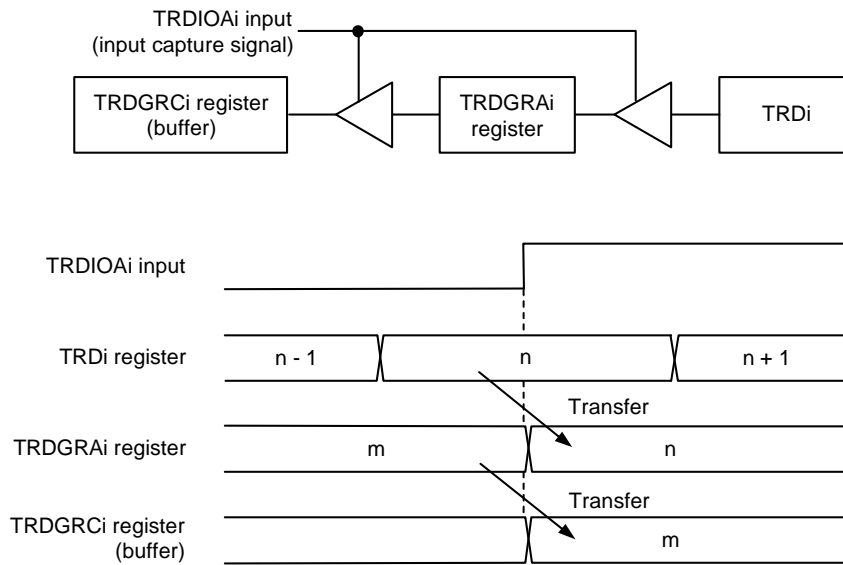 TRDIOAi input
(input capture signal)
TRDGRCi register
(buffer)
TRDGRAi
register
TRDi
TRDIOAi input
TRDi register
n - 1
n
n + 1
Transfer
TRDGRAi register
m
n
Transfer
TRDGRCi register
(buffer)
m